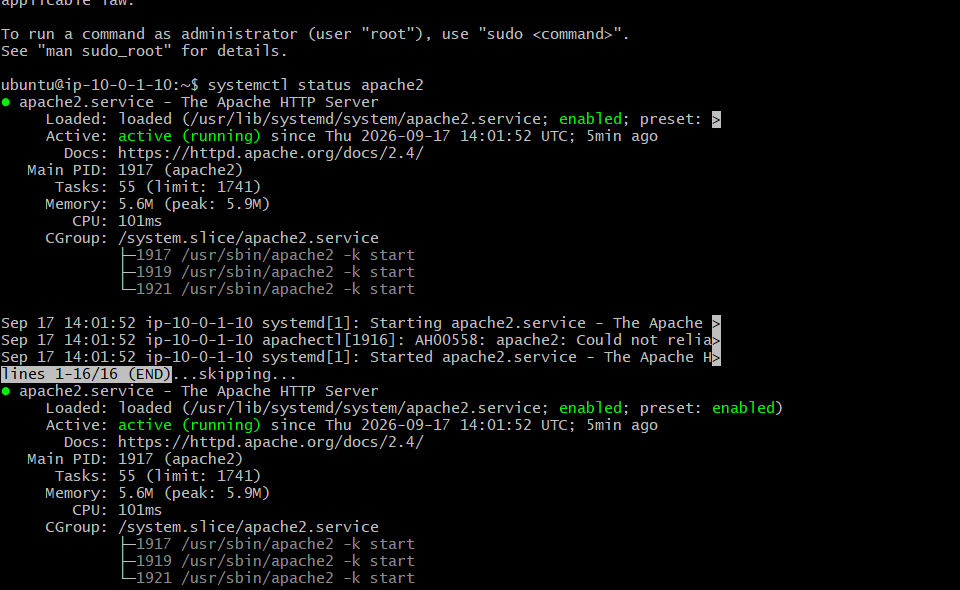 applicable law.
To run a command as administrator (user "root"), use "sudo <command>".
See "man sudo_root" for details.
ubuntu@ip-10-0-1-10:~$ systemctl status apache2
● apache2.service - The Apache HTTP Server
     Loaded: loaded (/usr/lib/systemd/system/apache2.service; enabled; preset: >
     Active: active (running) since Thu 2026-09-17 14:01:52 UTC; 5min ago
       Docs: https://httpd.apache.org/docs/2.4/
   Main PID: 1917 (apache2)
      Tasks: 55 (limit: 1741)
     Memory: 5.6M (peak: 5.9M)
        CPU: 101ms
     CGroup: /system.slice/apache2.service
             ├─1917 /usr/sbin/apache2 -k start
             ├─1919 /usr/sbin/apache2 -k start
             └─1921 /usr/sbin/apache2 -k start
Sep 17 14:01:52 ip-10-0-1-10 systemd[1]: Starting apache2.service - The Apache >
Sep 17 14:01:52 ip-10-0-1-10 apachectl[1916]: AH00558: apache2: Could not relia>
Sep 17 14:01:52 ip-10-0-1-10 systemd[1]: Started apache2.service - The Apache H>
lines 1-16/16 (END)...skipping...
● apache2.service - The Apache HTTP Server
     Loaded: loaded (/usr/lib/systemd/system/apache2.service; enabled; preset: enabled)
     Active: active (running) since Thu 2026-09-17 14:01:52 UTC; 5min ago
       Docs: https://httpd.apache.org/docs/2.4/
   Main PID: 1917 (apache2)
      Tasks: 55 (limit: 1741)
     Memory: 5.6M (peak: 5.9M)
        CPU: 101ms
     CGroup: /system.slice/apache2.service
             ├─1917 /usr/sbin/apache2 -k start
             ├─1919 /usr/sbin/apache2 -k start
             └─1921 /usr/sbin/apache2 -k start